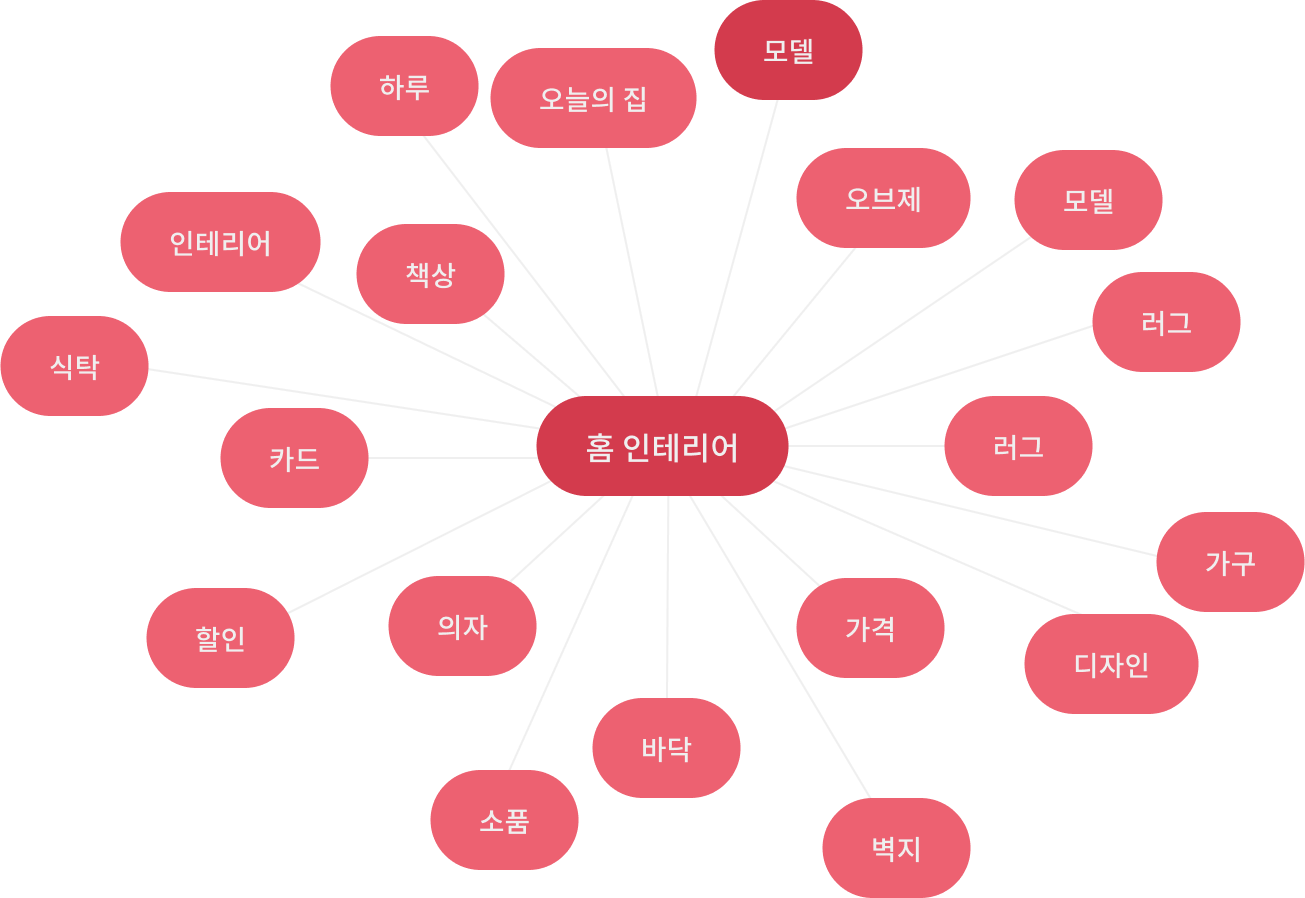 모델
하루
오늘의 집
오브제
모델
인테리어
책상
러그
식탁
홈 인테리어
러그
카드
가구
의자
가격
할인
디자인
바닥
소품
벽지